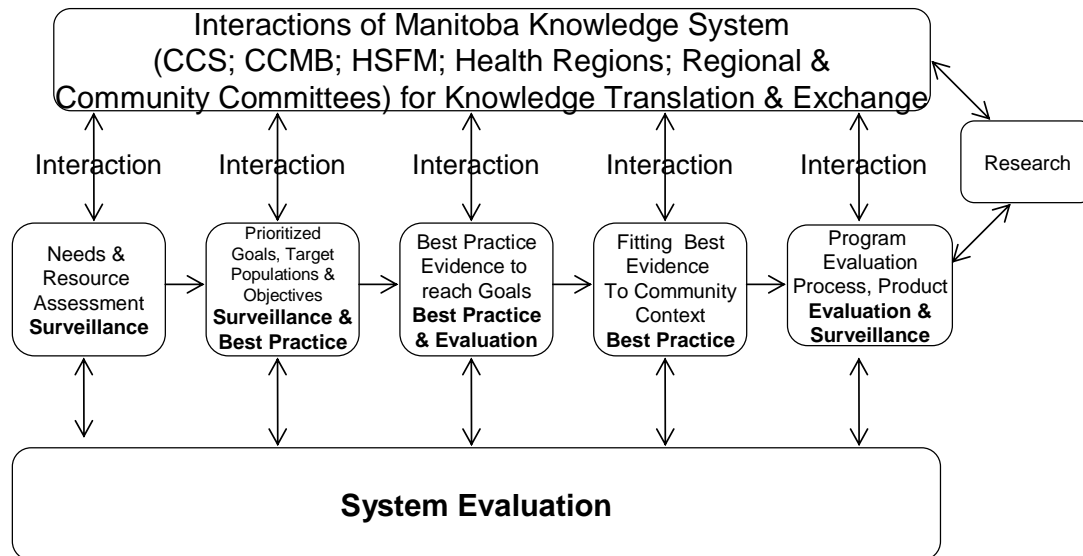 Interactions of Manitoba Knowledge System
(CCS; CCMB; HSFM; Health Regions; Regional &
Community Committees) for Knowledge Translation & Exchange
Interaction
Interaction
Interaction
Interaction
Interaction
Research
Needs &
Resource
Assessment
Surveillance
Prioritized
Goals, Target
Populations &
Objectives
Surveillance &
Best Practice
Best Practice
Evidence to
reach Goals
Best Practice
& Evaluation
Fitting Best
Evidence
To Community
Context
Best Practice
Program
Evaluation
Process, Product
Evaluation &
Surveillance
System Evaluation